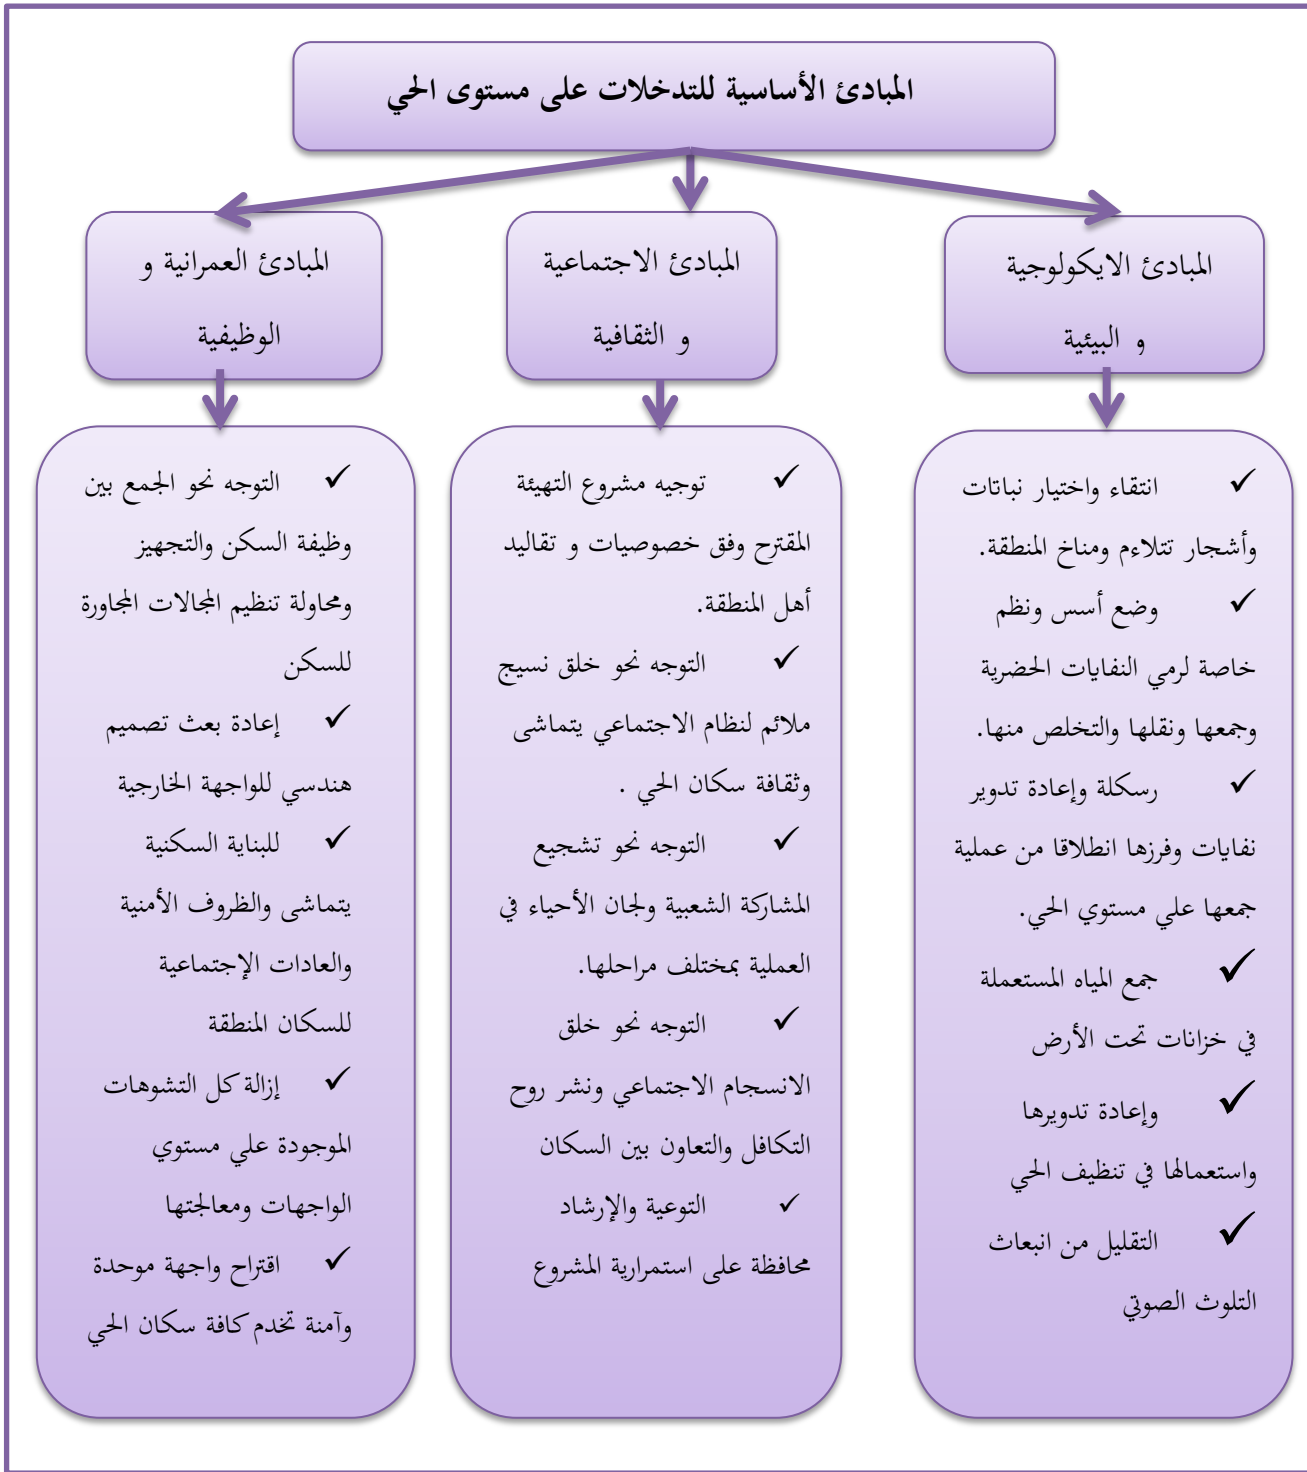 المبادئ الأساسية للتدخلات على مستوى الحي
المبادئ الايكولوجية
و البيئية
المبادئ الاجتماعية
و الثقافية
المبادئ العمرانية و
الوظيفية
✓ انتقاء واختيار نباتات
وأشجار تتلاءم ومناخ المنطقة.
✓ وضع أسس ونظم
خاصة لرمي النفايات الحضرية
وجمعها ونقلها والتخلص منها.
✓ رسكلة وإعادة تدوير
نفايات وفرزها انطلاقا من عملية
جمعها علي مستوي الحي.
✓ جمع المياه المستعملة
في خزانات تحت الأرض
✓ وإعادة تدويرها
واستعمالها في تنظيف الحي
✓ التقليل من انبعاث
التلوث الصوتي
✓ توجيه مشروع التهيئة
المقترح وفق خصوصيات و تقاليد
أهل المنطقة.
✓ التوجه نحو خلق نسيج
ملائم لنظام الاجتماعي يتماشى
وثقافة سكان الحي .
✓ التوجه نحو تشجيع
المشاركة الشعبية ولجان الأحياء في
العملية بمختلف مراحلها.
✓ التوجه نحو خلق
الانسجام الاجتماعي ونشر روح
التكافل والتعاون بين السكان
✓ التوعية والإرشاد
محافظة على استمرارية المشروع
✓ التوجه نحو الجمع بين
وظيفة السكن والتجهيز
ومحاولة تنظيم المجالات المجاورة
للسكن
✓ إعادة بعث تصميم
هندسي للواجهة الخارجية
✓ للبناية السكنية
يتماشى والظروف الأمنية
والعادات الإجتماعية
للسكان المنطقة
✓ إزالة كل التشوهات
الموجودة علي مستوي
الواجهات ومعالجتها
✓ اقتراح واجهة موحدة
وآمنة تخدم كافة سكان الحي